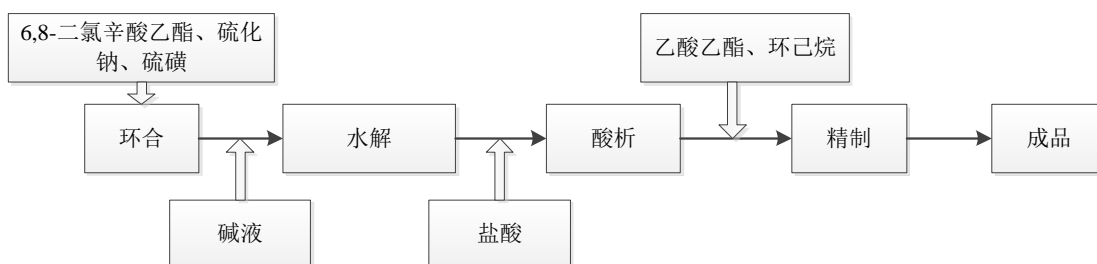 6,8-二氯辛酸乙酯、硫化
钠、硫磺
乙酸乙酯、环己烷
环合
水解
酸析
精制
成品
碱液
盐酸